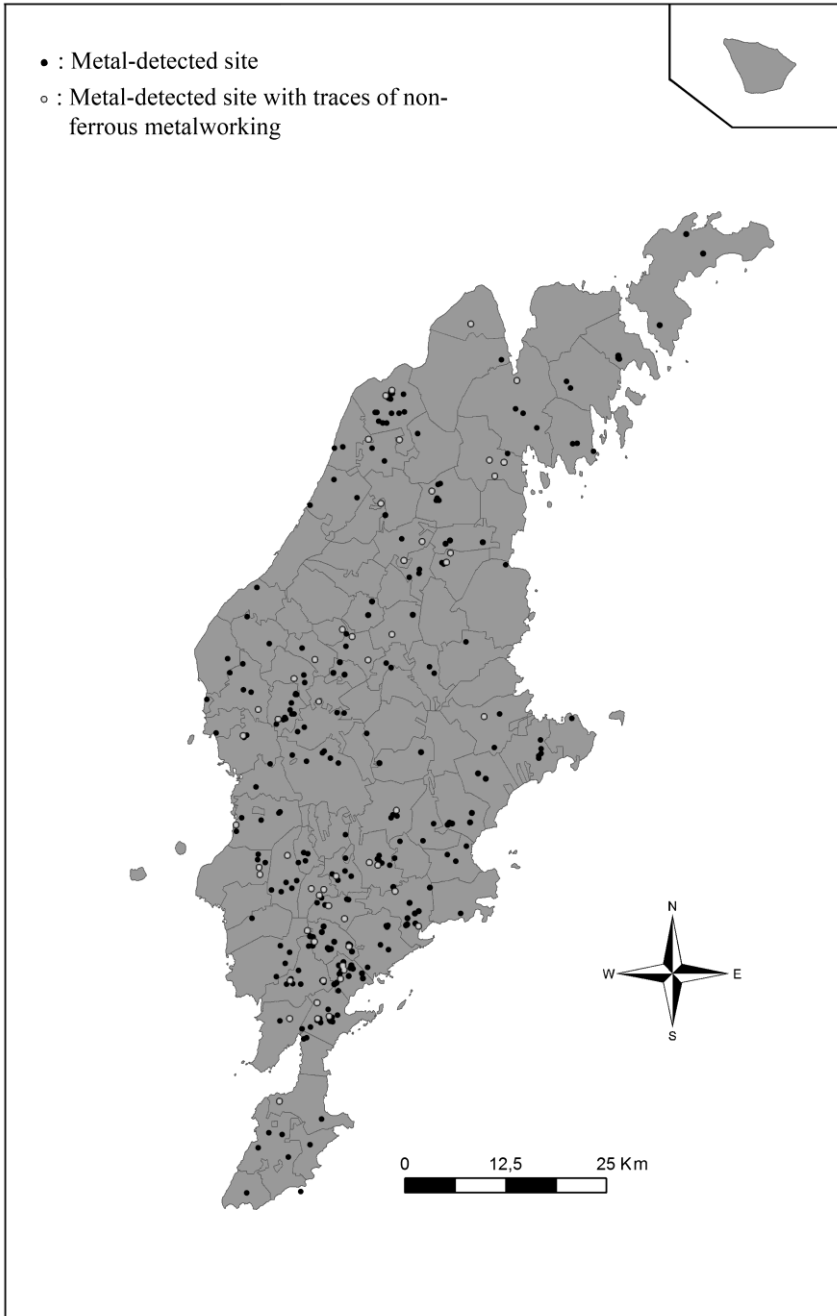 : Metal-detected site
: Metal-detected site with traces of non-
ferrous metalworking
N
W E
S
0 12,5 25 Km